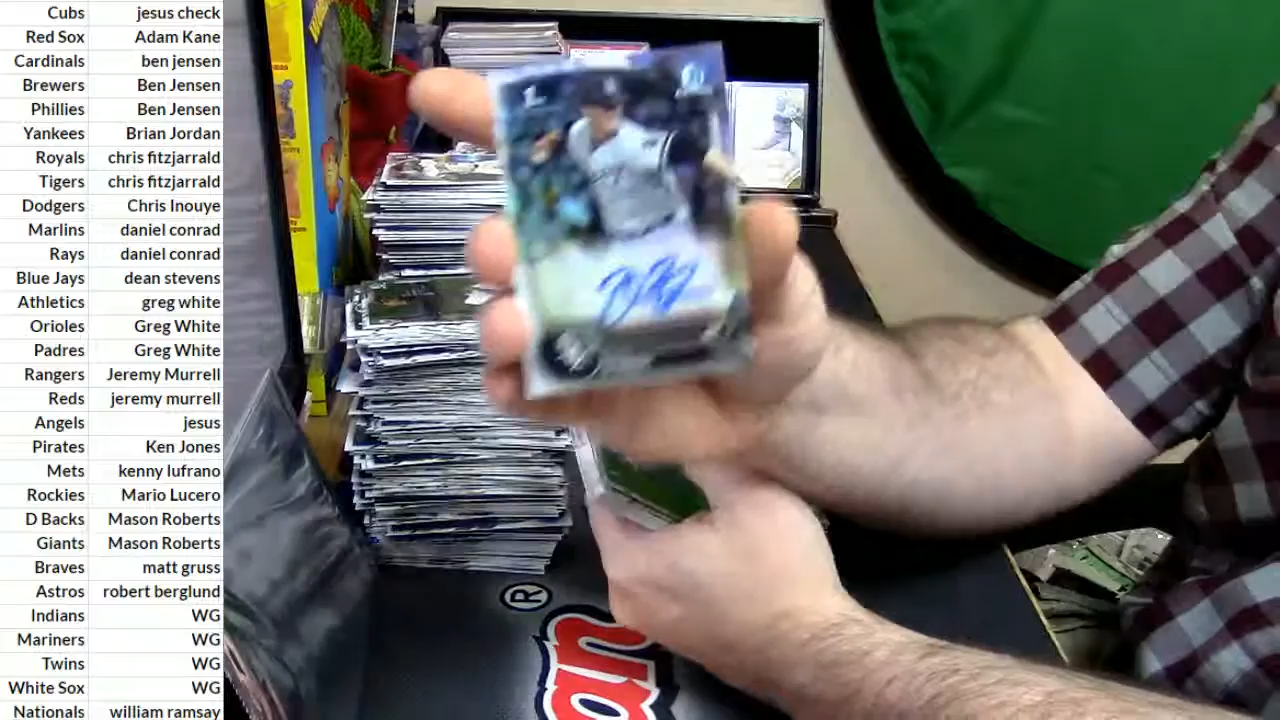 Cubs jesus check
Red Sox Adam Kane
Cardinals ben jensen
Brewers Ben Jensen
Phillies Ben Jensen
Yankees Brian Jordan
Royals chris fitzjarrald
Tigers chris fitzjarrald
Dodgers Chris Inouye
Marlins daniel conrad
Rays daniel conrad
Blue Jays dean stevens
Athletics greg white
Orioles Greg White
Padres Greg White
Rangers Jeremy Murrell
Reds jeremy murrell
Angels jesus
Pirates Ken Jones
Mets kenny lufrano
Rockies Mario Lucero
D Backs Mason Roberts
Giants Mason Roberts
Braves matt gruss
Astros robert berglund
Indians WG
Mariners WG
Twins WG
White Sox WG
Nationals william ramsay
®
an